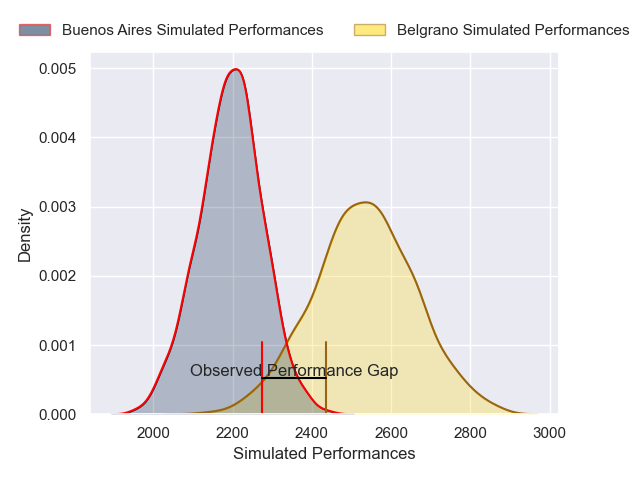 Buenos Aires Simulated Performances
Belgrano Simulated Performances
0.005
0.004
0.003
0.002
0.001
0.000
Density
Observed Performance Gap
2000 2200 2400 2600 2800 3000
Simulated Performances